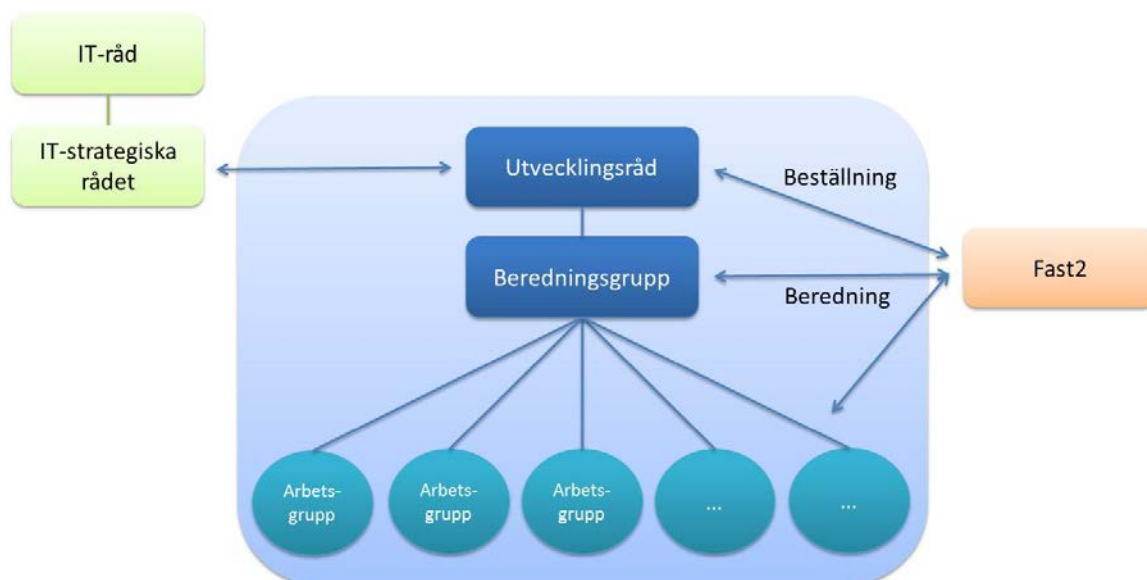 IT-råd
IT-strategiska
rådet
Utvecklingsråd
Beställning
Beredningsgrupp
Beredning
Fast2
Arbets-
grupp
Arbets-
grupp
Arbets-
grupp
...
...